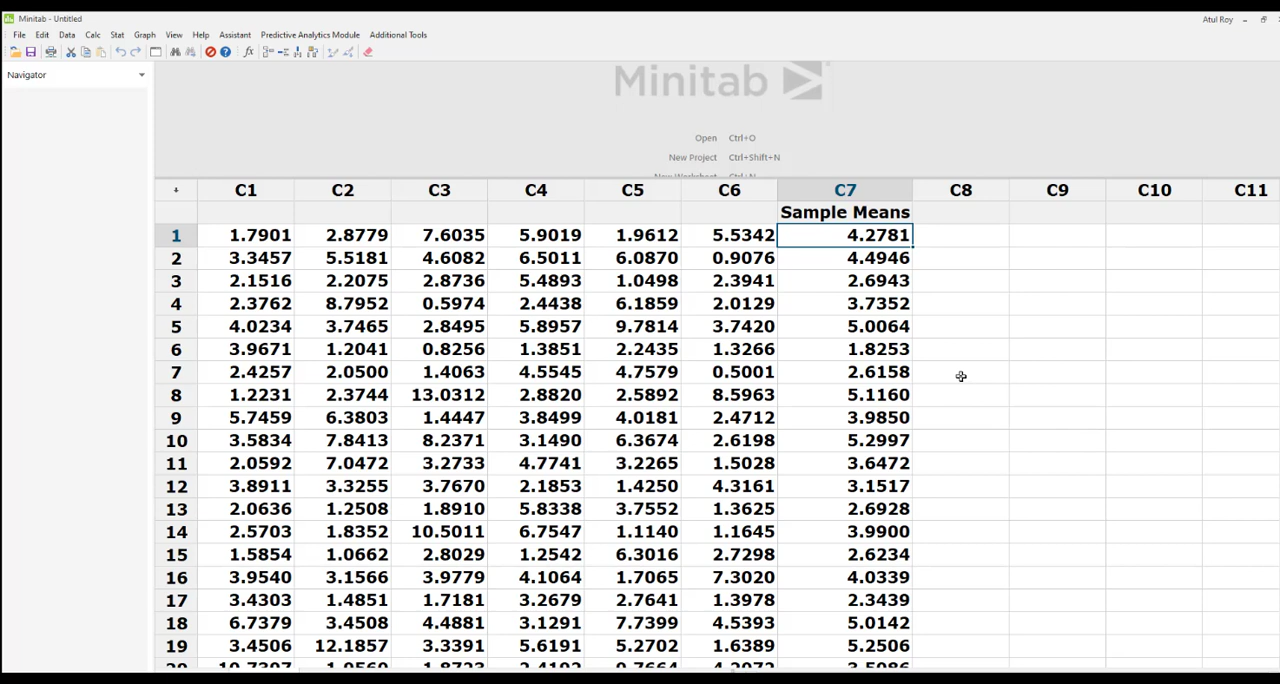 Minitab - Untitled
Atul Roy
File Edit Data Calc Stat Graph View Help Assistant Predictive Analytics Module Additional Tools
Navigator
Minitab
Open Ctrl+O
New Project Ctrl+Shift+N
New Worksheet Ctrl+N
C1 C2 C3 C4 C5 C6 C7 C8 C9 C10 C11
Sample Means
1 1.7901 2.8779 7.6035 5.9019 1.9612 5.5342 4.2781
2 3.3457 5.5181 4.6082 6.5011 6.0870 0.9076 4.4946
3 2.1516 2.2075 2.8736 5.4893 1.0498 2.3941 2.6943
4 2.3762 8.7952 0.5974 2.4438 6.1859 2.0129 3.7352
5 4.0234 3.7465 2.8495 5.8957 9.7814 3.7420 5.0064
6 3.9671 1.2041 0.8256 1.3851 2.2435 1.3266 1.8253
7 2.4257 2.0500 1.4063 4.5545 4.7579 0.5001 2.6158
8 1.2231 2.3744 13.0312 2.8820 2.5892 8.5963 5.1160
9 5.7459 6.3803 1.4447 3.8499 4.0181 2.4712 3.9850
10 3.5834 7.8413 8.2371 3.1490 6.3674 2.6198 5.2997
11 2.0592 7.0472 3.2733 4.7741 3.2265 1.5028 3.6472
12 3.8911 3.3255 3.7670 2.1853 1.4250 4.3161 3.1517
13 2.0636 1.2508 1.8910 5.8338 3.7552 1.3625 2.6928
14 2.5703 1.8352 10.5011 6.7547 1.1140 1.1645 3.9900
15 1.5854 1.0662 2.8029 1.2542 6.3016 2.7298 2.6234
16 3.9540 3.1566 3.9779 4.1064 1.7065 7.3020 4.0339
17 3.4303 1.4851 1.7181 3.2679 2.7641 1.3978 2.3439
18 6.7379 3.4508 4.4881 3.1291 7.7399 4.5393 5.0142
19 3.4506 12.1857 3.3391 5.6191 5.2702 1.6389 5.2506